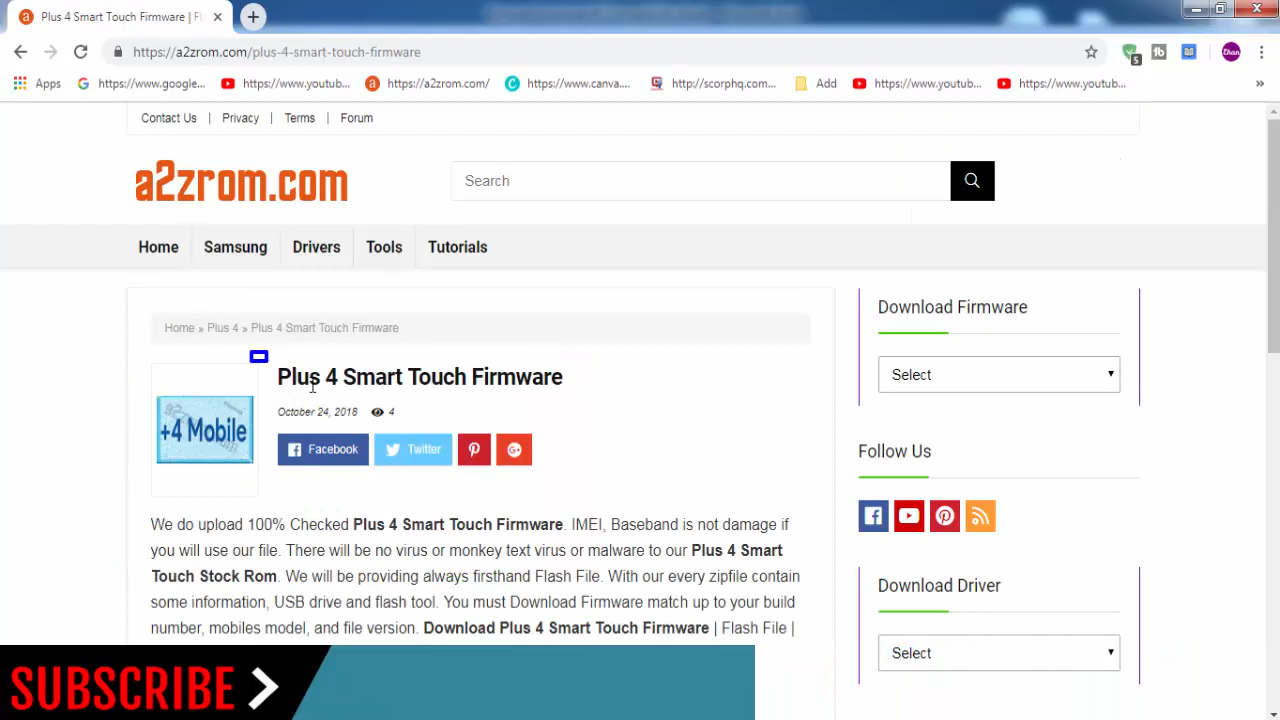 Plus 4 Smart Touch Firmware |
https://a2zrom.com/plus-4-smart-touch-firmware
5
Ehan
Apps https://www.google... https://www.youtub... https://a2zrom.com/ https://www.canva.... http://scorphq.com... Add https://www.youtub... https://www.youtub... »
Contact Us | Privacy | Terms | Forum
a2zrom.com
Search
Home Samsung Drivers Tools Tutorials
Home » Plus 4 » Plus 4 Smart Touch Firmware
Download Firmware
Plus 4 Smart Touch Firmware
Select
October 24, 2018 4
+4 Mobile
Facebook Twitter
Follow Us
We do upload 100% Checked Plus 4 Smart Touch Firmware. IMEI, Baseband is not damage if
you will use our file. There will be no virus or monkey text virus or malware to our Plus 4 Smart
Touch Stock Rom. We will be providing always firsthand Flash File. With our every zipfile contain
some information, USB drive and flash tool. You must Download Firmware match up to your build
number, mobiles model, and file version. Download Plus 4 Smart Touch Firmware | Flash File |
Download Driver
Select
SUBSCRIBE